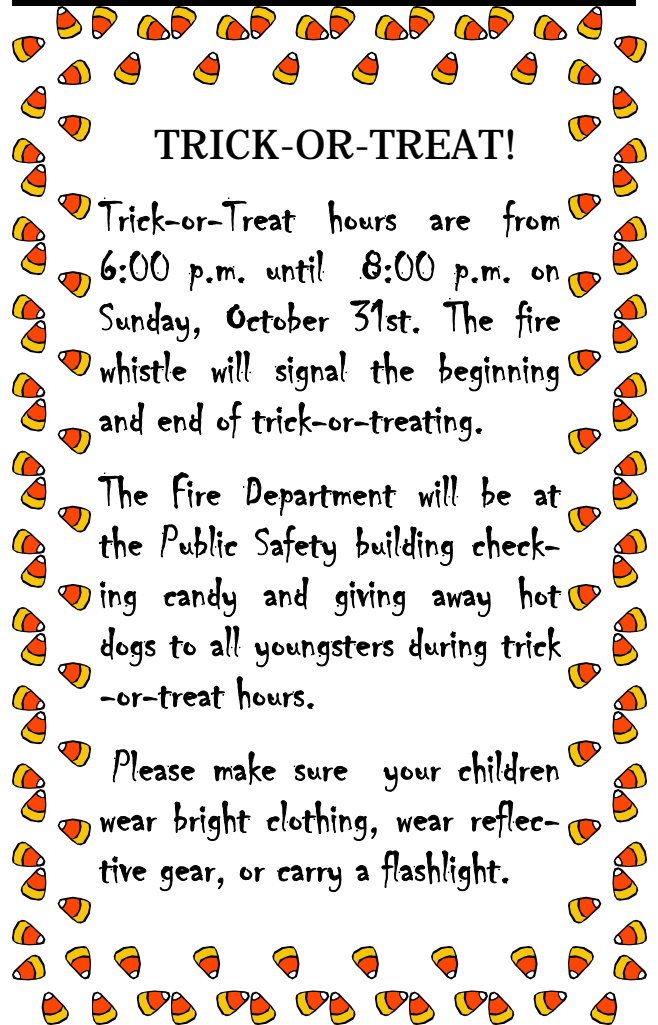 TRICK-OR-TREAT!
Trick-or-Treat hours are from
6:00 p.m. until 8:00 p.m. on
Sunday, October 31st. The fire
whistle will signal the beginning
and end of trick-or-treating.
The Fire Department will be at
the Public Safety building check-
ing candy and giving away hot
dogs to all youngsters during trick
-or-treat hours.
Please make sure your children
wear bright clothing, wear reflec-
tive gear, or carry a flashlight.